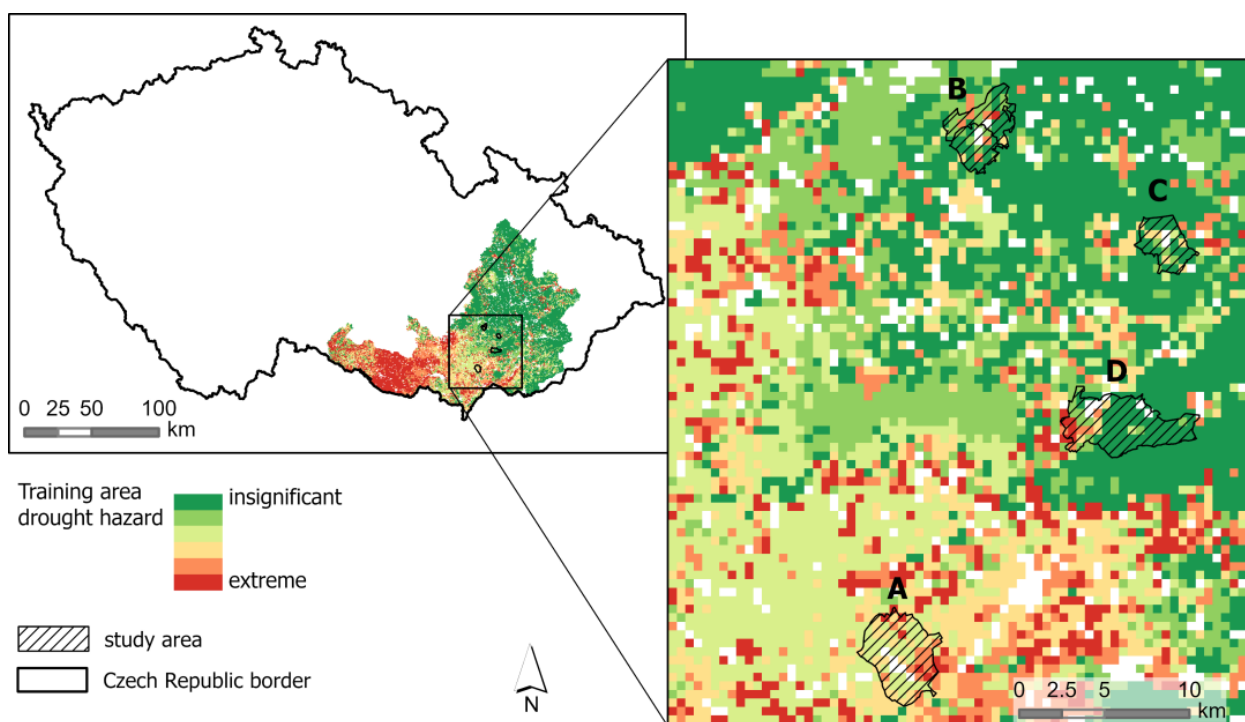 B
C
D
A
0 25 50 100
km
Training area
drought hazard
insignificant
extreme
study area
Czech Republic border
N
0 2.5 5 10
km